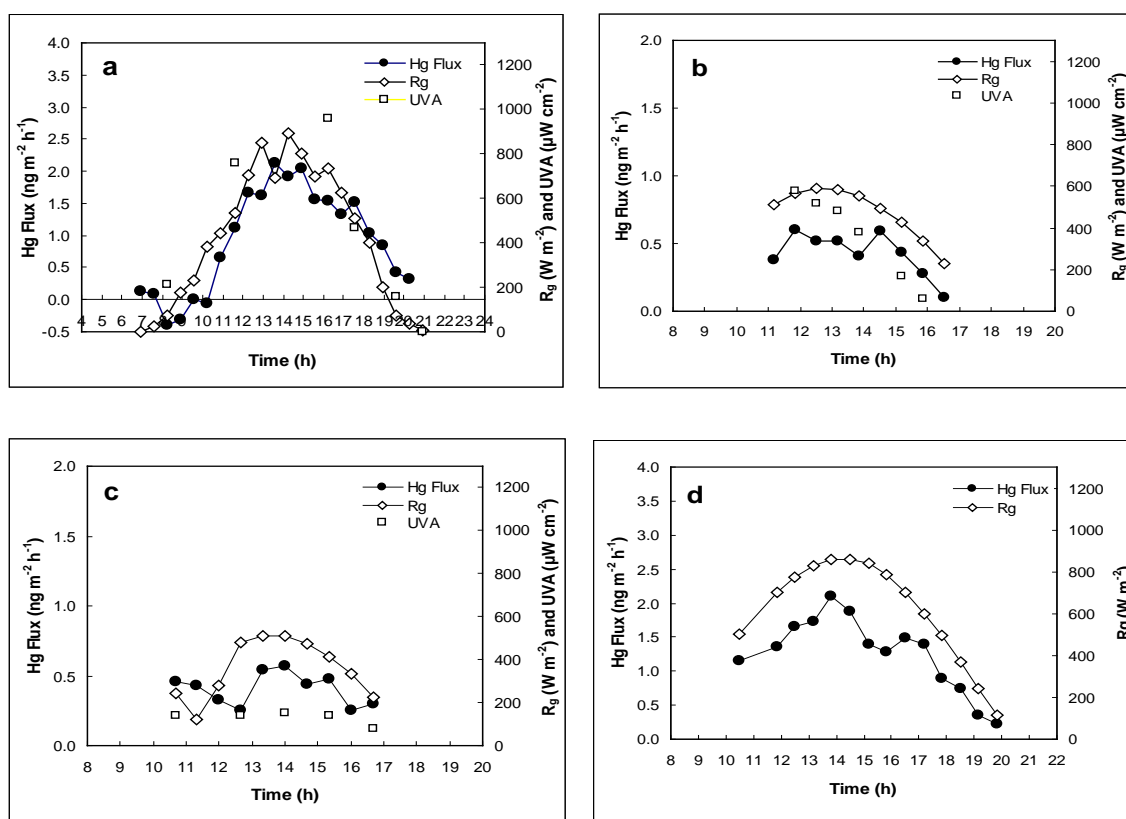 a
Hg Flux
Rg
UVA
4.0
3.5
3.0
2.5
2.0
1.5
1.0
0.5
0.0
-0.5
1200
1000
800
600
400
200
0
4 5 6 7 8 9 10 11 12 13 14 15 16 17 18 19 20 21 22 23 24
Hg Flux (ng m⁻² h⁻¹)
Rg (W m⁻²) and UVA (µW cm⁻²)
Time (h)
b
Hg Flux
Rg
UVA
2.0
1.5
1.0
0.5
0.0
1200
1000
800
600
400
200
0
8 9 10 11 12 13 14 15 16 17 18 19 20
Hg Flux (ng m⁻² h⁻¹)
Rg (W m⁻²) and UVA (µW cm⁻²)
Time (h)
c
Hg Flux
Rg
UVA
2.0
1.5
1.0
0.5
0.0
1200
1000
800
600
400
200
0
8 9 10 11 12 13 14 15 16 17 18 19 20
Hg Flux (ng m⁻² h⁻¹)
Rg (W m⁻²) and UVA (µW cm⁻²)
Time (h)
d
Hg Flux
Rg
4.0
3.5
3.0
2.5
2.0
1.5
1.0
0.5
0.0
1200
1000
800
600
400
200
0
8 9 10 11 12 13 14 15 16 17 18 19 20 21 22
Hg Flux (ng m⁻² h⁻¹)
Rg (W m⁻²)
Time (h)